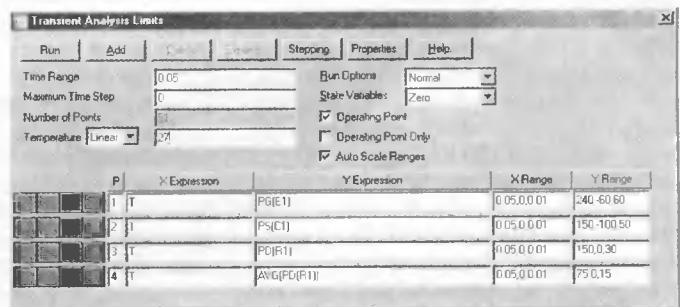 Transient Analysis Limits
Run Add Stepping Properties Help.
Time Range 0.05 Run Options Normal
Maximum Time Step 0 State Variables Zero
Number of Points 51 Operating Point
Temperature Linear 27 Operating Point Only
Auto Scale Ranges
P X Expression Y Expression X Range Y Range
1 T PG(E1) 0.05,0,0.01 240,-60,60
2 T PS(C1) 0.05,0,0.01 150,-100,50
3 T PD(R1) 0.05,0,0.01 150,0,30
4 T AVG(PD(R1)) 0.05,0,0.01 75,0,15